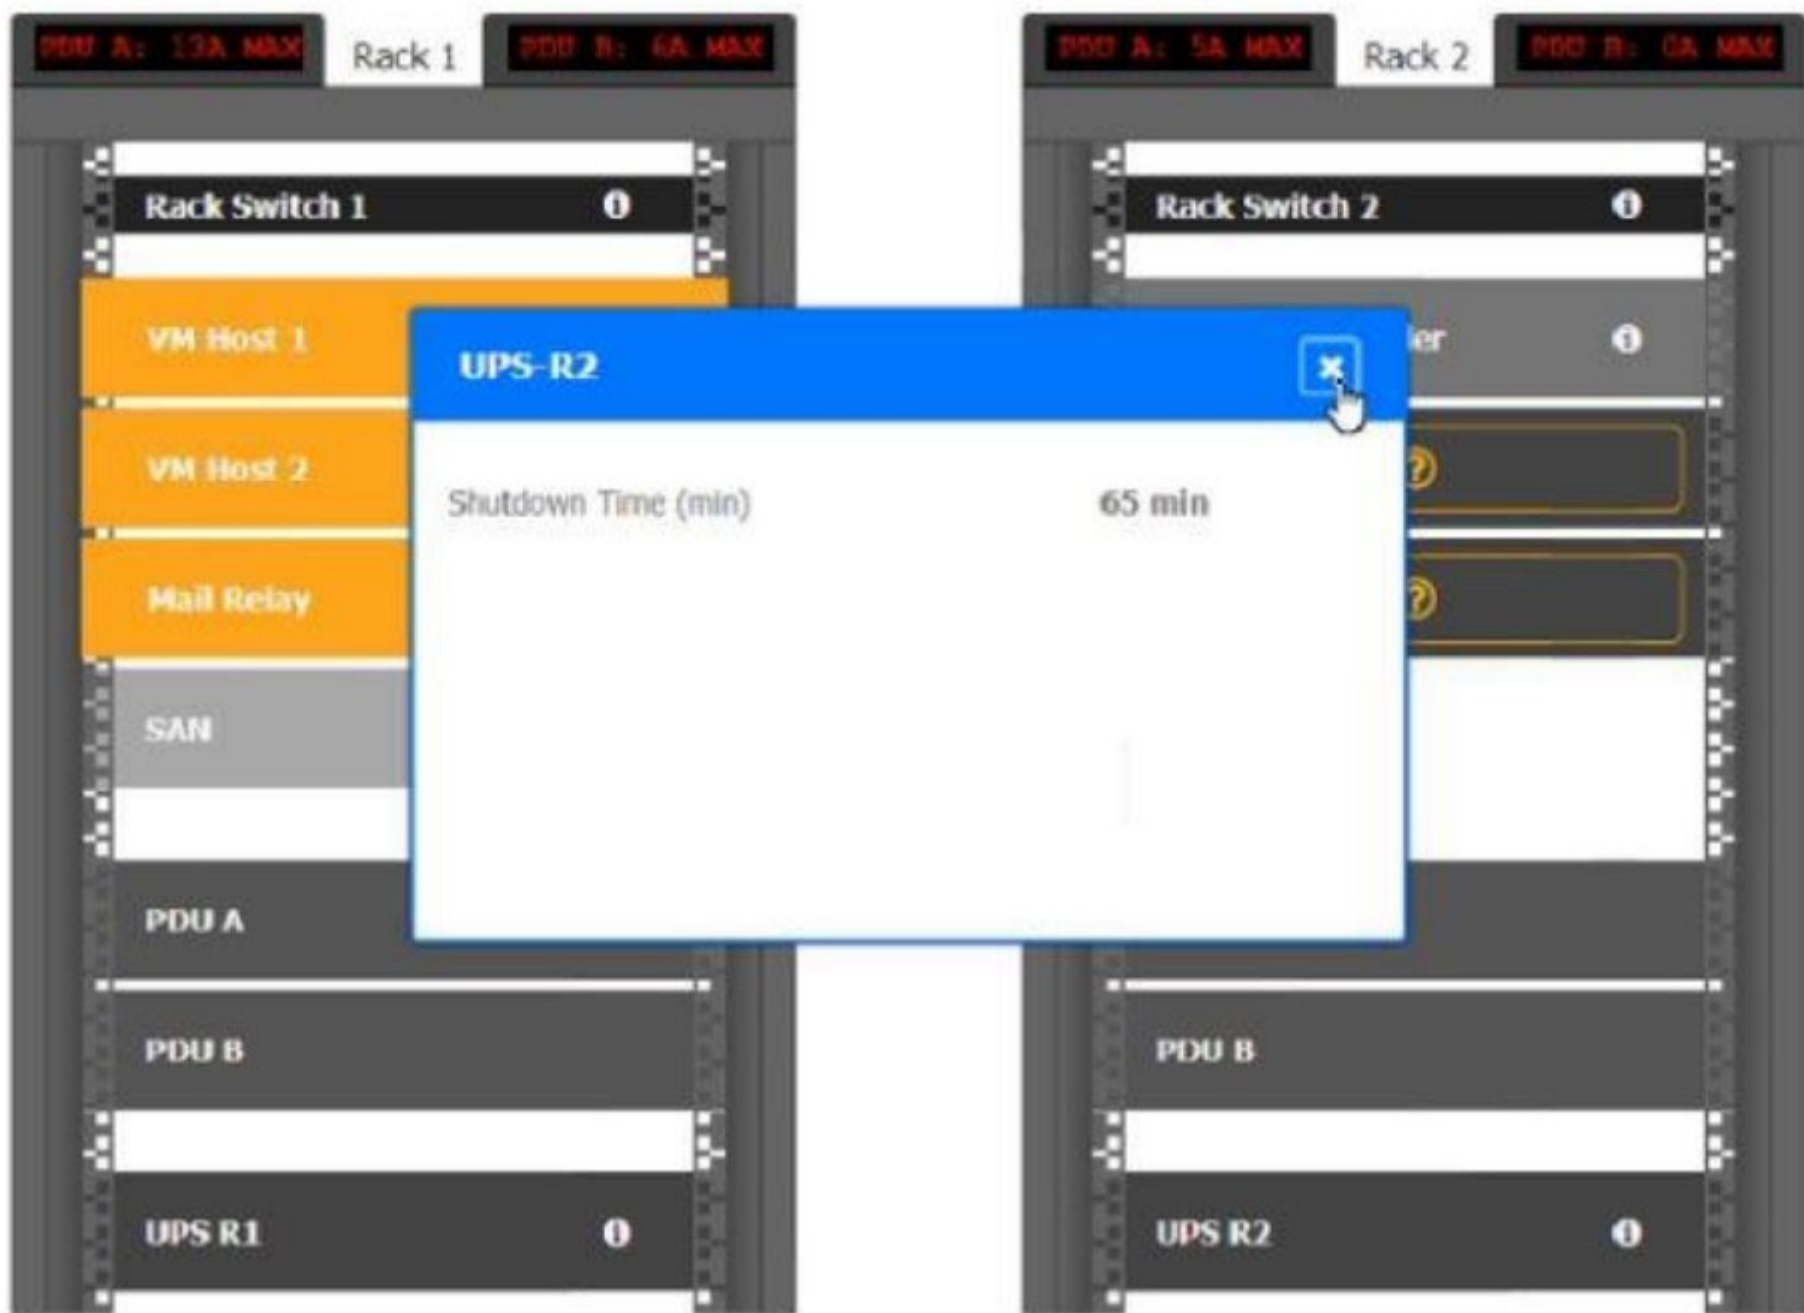 PDU A: 13A MAX
Rack 1
PDU B: 6A MAX
PDU A: 5A MAX
Rack 2
PDU B: 0A MAX
Rack Switch 1
Rack Switch 2
VM Host 1
ler
UPS-R2
VM Host 2
Shutdown Time (min) 65 min
Mail Relay
SAN
PDU A
PDU B
PDU B
UPS R1
UPS R2